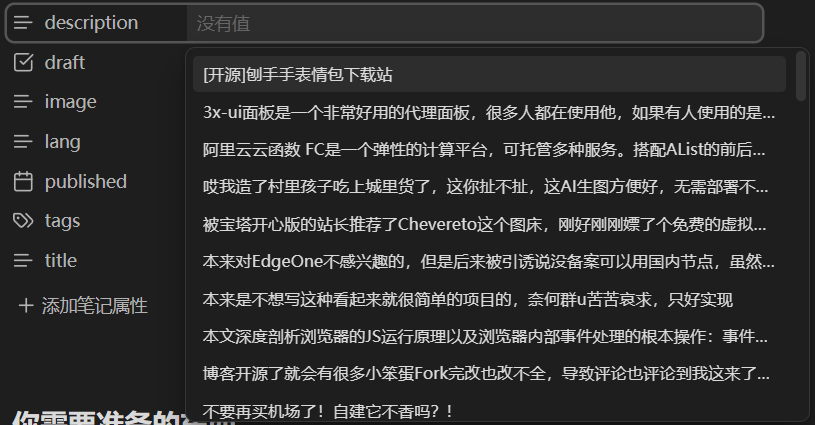 description 没有值
[开源]刨手手表情包下载站
draft
3x-ui面板是一个非常好用的代理面板，很多人都在使用他，如果有人使用的是...
image
阿里云云函数 FC是一个弹性的计算平台，可托管多种服务。搭配AList的前后...
lang
哎我造了村里孩子吃上城里货了，这你扯不扯，这AI生图方便好，无需部署不...
published
被宝塔开心版的站长推荐了Chevereto这个图床，刚好刚刚嫖了个免费的虚拟...
tags
本来对EdgeOne不感兴趣的，但是后来被引诱说没备案可以用国内节点，虽然...
title
本来是不想写这种看起来就很简单的项目的，奈何群u苦苦哀求，只好实现
添加笔记属性
本文深度剖析浏览器的JS运行原理以及浏览器内部事件处理的根本操作：事件...
博客开源了就会有很多小笨蛋Fork完改也改不全，导致评论也评论到我这来了...
不要再买机场了！自建它不香吗？！
你需要准备的